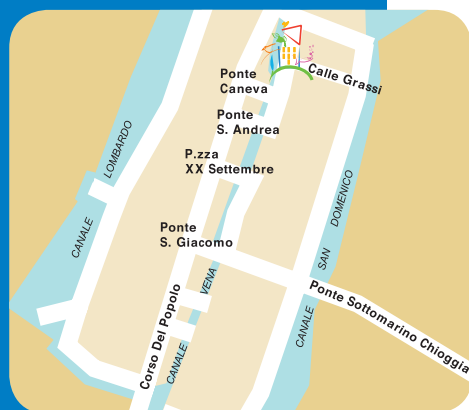 Calle Grassi
Ponte
Caneva
Ponte
S. Andrea
P.zza
XX Settembre
CANALE LOMBARDO
Ponte
S. Giacomo
CANALE SAN DOMENICO
CANALE VENA
Corso Del Popolo
Ponte Sottomarino Chioggia